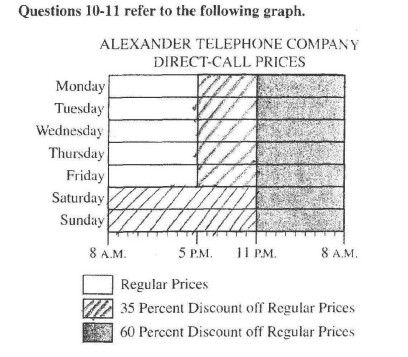 Questions 10-11 refer to the following graph.
ALEXANDER TELEPHONE COMPANY
DIRECT-CALL PRICES
Monday
Tuesday
Wednesday
Thursday
Friday
Saturday
Sunday
8 A.M. 5 P.M. 11 P.M. 8 A.M.
Regular Prices
35 Percent Discount off Regular Prices
60 Percent Discount off Regular Prices